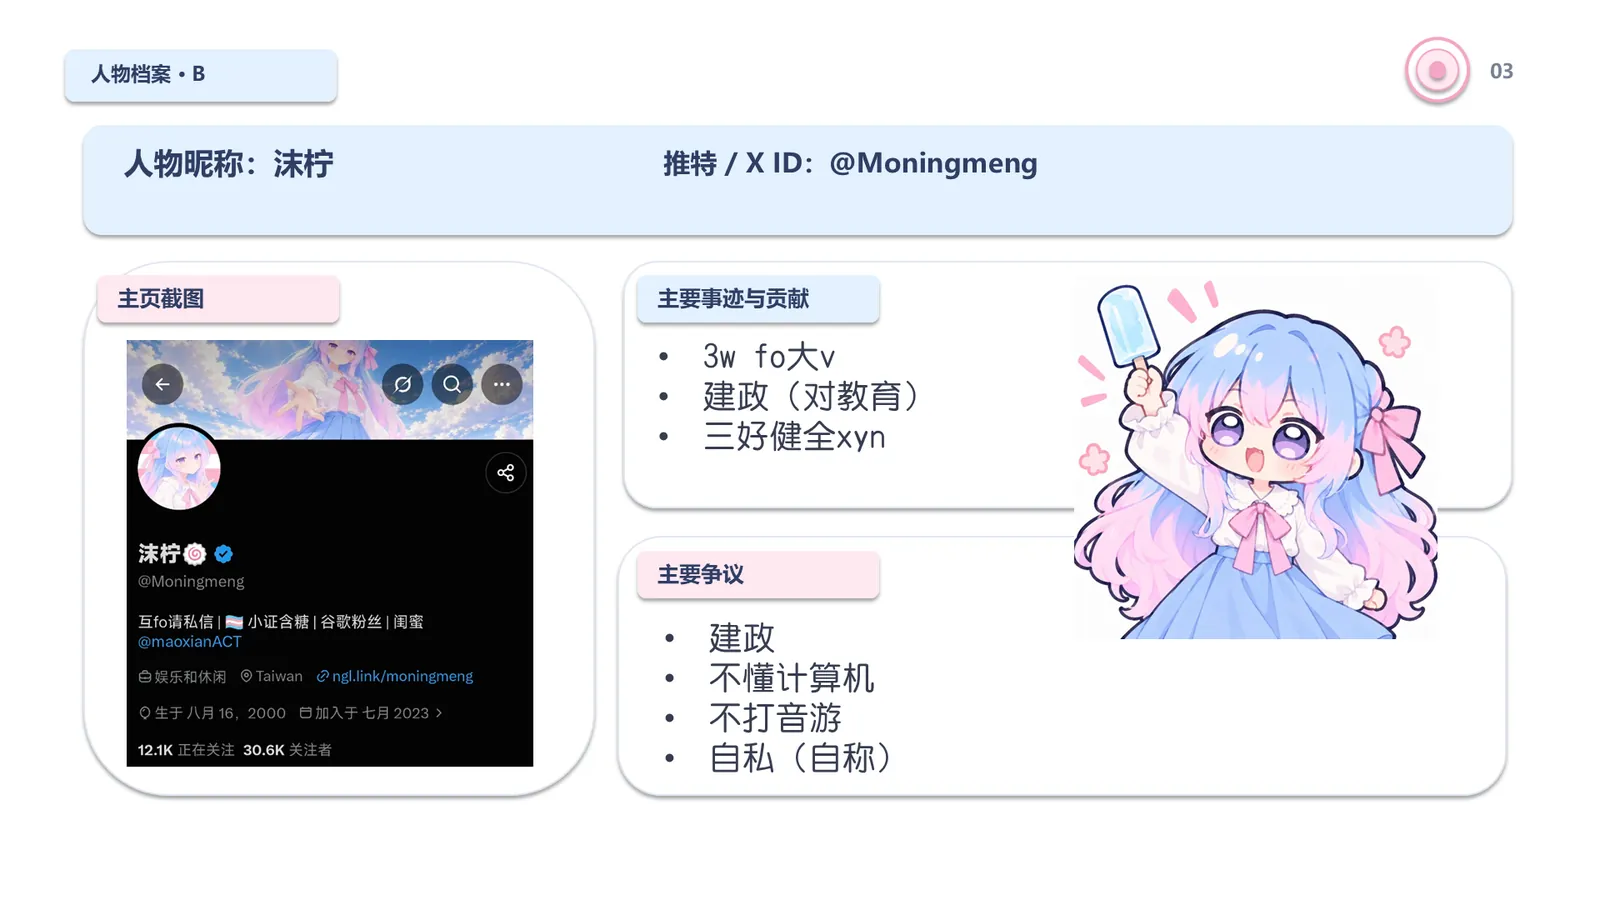 人物档案·B
03
人物昵称：沫柠
推特 / X ID：@Moningmeng
主页截图
沫柠
@Moningmeng
互fo请私信 | 小证含糖 | 谷歌粉丝 | 闺蜜
@maoxianACT
娱乐和休闲 Taiwan ngl.link/moningmeng
生于 八月 16，2000 加入于 七月 2023
12.1K 正在关注 30.6K 关注者
主要事迹与贡献
• 3w fo大v
• 建政（对教育）
• 三好健全xyn
主要争议
• 建政
• 不懂计算机
• 不打音游
• 自私（自称）